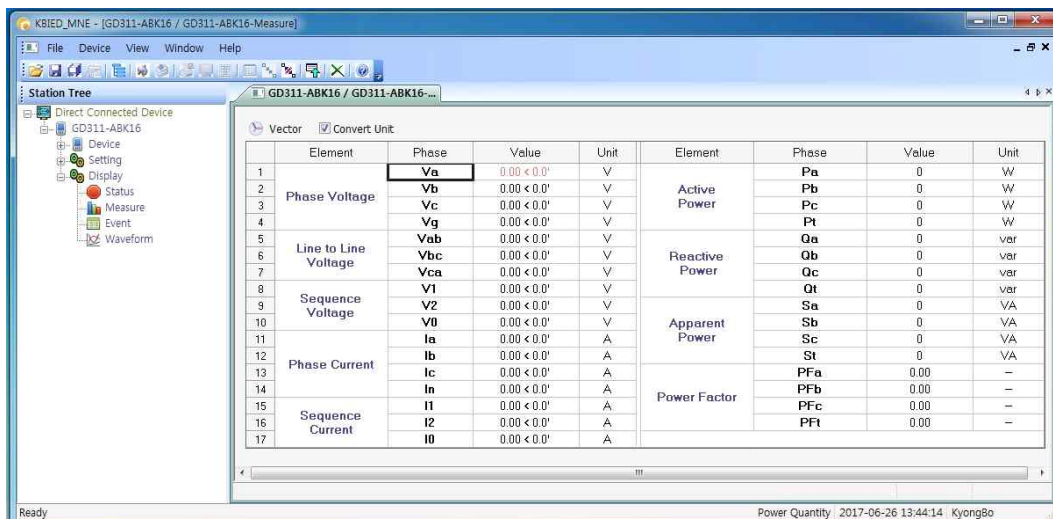 KBIED_MNE - [GD311-ABK16 / GD311-ABK16-Measure]
File Device View Window Help
Station Tree
GD311-ABK16 / GD311-ABK16-...
Direct Connected Device
GD311-ABK16
Device
Setting
Display
Status
Measure
Event
Waveform
Vector Convert Unit
Element Phase Value Unit Element Phase Value Unit
1 Phase Voltage Va 0.00 < 0.0' V Active Power Pa 0 W
2 Vb 0.00 < 0.0' V Pb 0 W
3 Vc 0.00 < 0.0' V Pc 0 W
4 Vg 0.00 < 0.0' V Pt 0 W
5 Line to Line Voltage Vab 0.00 < 0.0' V Reactive Power Qa 0 var
6 Vbc 0.00 < 0.0' V Qb 0 var
7 Vca 0.00 < 0.0' V Qc 0 var
8 Sequence Voltage V1 0.00 < 0.0' V Qt 0 var
9 V2 0.00 < 0.0' V Apparent Power Sa 0 VA
10 V0 0.00 < 0.0' V Sb 0 VA
11 Phase Current Ia 0.00 < 0.0' A Sc 0 VA
12 Ib 0.00 < 0.0' A St 0 VA
13 Ic 0.00 < 0.0' A Power Factor PFa 0.00 -
14 In 0.00 < 0.0' A PFb 0.00 -
15 Sequence Current I1 0.00 < 0.0' A PFc 0.00 -
16 I2 0.00 < 0.0' A PFt 0.00 -
17 I0 0.00 < 0.0' A
Ready Power Quantity 2017-06-26 13:44:14 KyongBo